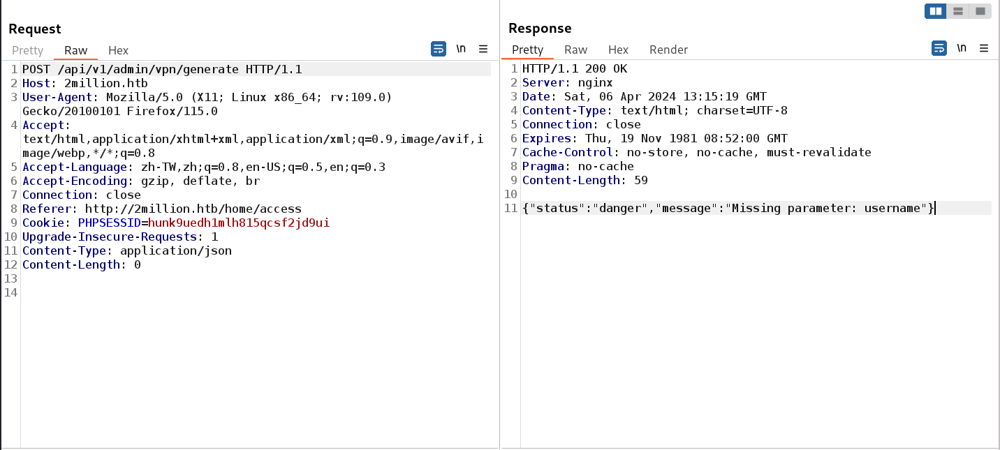 Request
Pretty Raw Hex \n
1 POST /api/v1/admin/vpn/generate HTTP/1.1
2 Host: 2million.htb
3 User-Agent: Mozilla/5.0 (X11; Linux x86_64; rv:109.0)
Gecko/20100101 Firefox/115.0
4 Accept:
text/html,application/xhtml+xml,application/xml;q=0.9,image/avif,i
mage/webp,*/*;q=0.8
5 Accept-Language: zh-TW,zh;q=0.8,en-US;q=0.5,en;q=0.3
6 Accept-Encoding: gzip, deflate, br
7 Connection: close
8 Referer: http://2million.htb/home/access
9 Cookie: PHPSESSID=hunk9uedh1mlh815qcsf2jd9ui
10 Upgrade-Insecure-Requests: 1
11 Content-Type: application/json
12 Content-Length: 0
13
14
Response
Pretty Raw Hex Render \n
1 HTTP/1.1 200 OK
2 Server: nginx
3 Date: Sat, 06 Apr 2024 13:15:19 GMT
4 Content-Type: text/html; charset=UTF-8
5 Connection: close
6 Expires: Thu, 19 Nov 1981 08:52:00 GMT
7 Cache-Control: no-store, no-cache, must-revalidate
8 Pragma: no-cache
9 Content-Length: 59
10
11 {"status":"danger","message":"Missing parameter: username"}